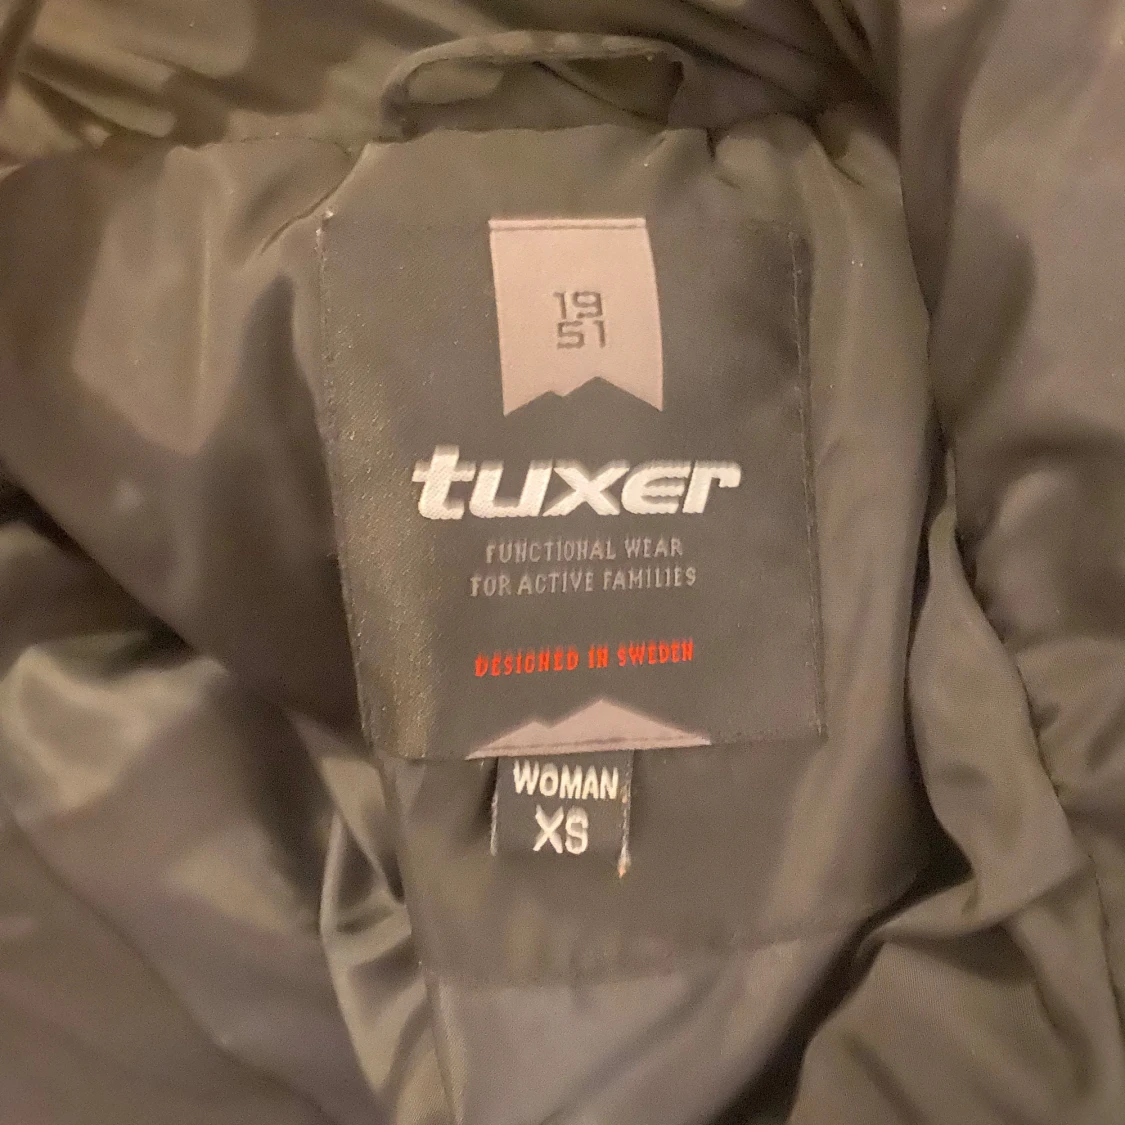 19
51
tuxer
FUNCTIONAL WEAR
FOR ACTIVE FAMILIES
DESIGNED IN SWEDEN
WOMAN
XS